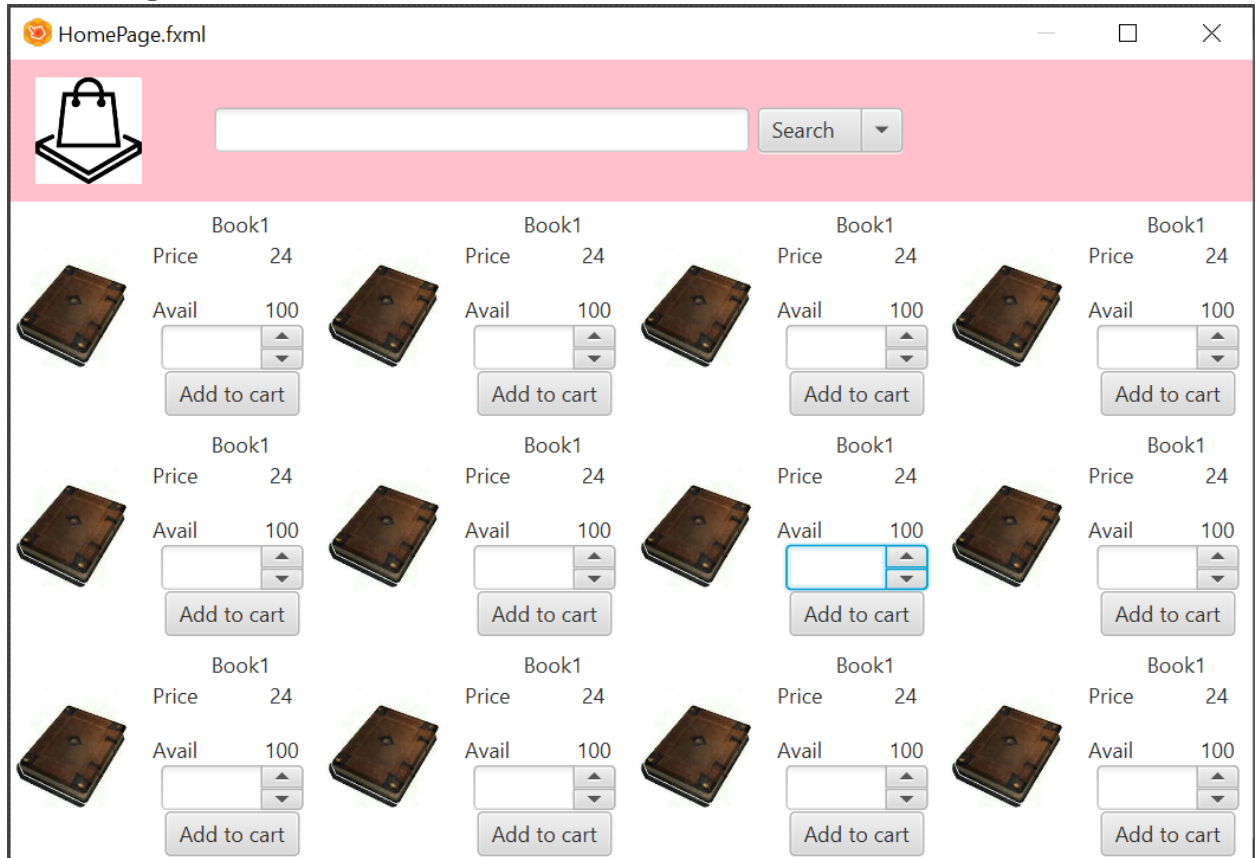 HomePage.fxml
Search
Book1 Book1 Book1 Book1
Price 24 Price 24 Price 24 Price 24
Avail 100 Avail 100 Avail 100 Avail 100
Add to cart Add to cart Add to cart Add to cart
Book1 Book1 Book1 Book1
Price 24 Price 24 Price 24 Price 24
Avail 100 Avail 100 Avail 100 Avail 100
Add to cart Add to cart Add to cart Add to cart
Book1 Book1 Book1 Book1
Price 24 Price 24 Price 24 Price 24
Avail 100 Avail 100 Avail 100 Avail 100
Add to cart Add to cart Add to cart Add to cart